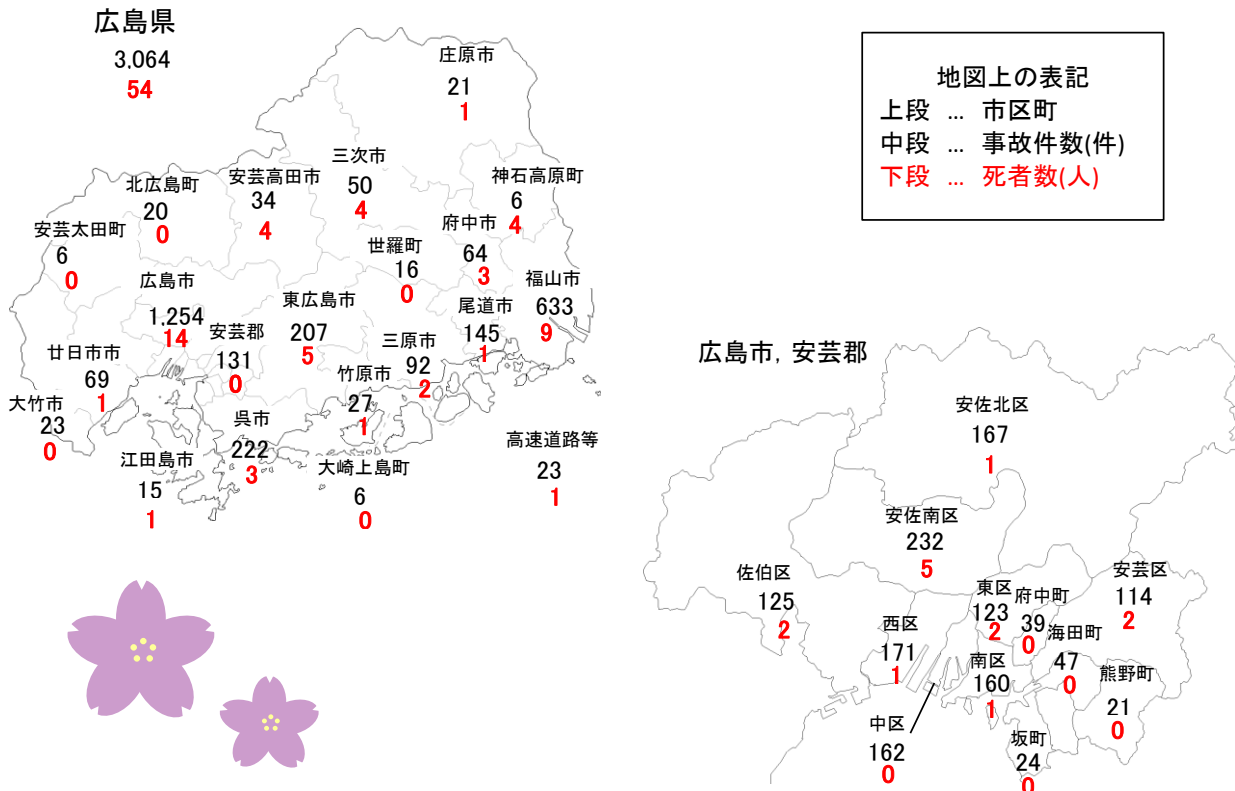 広島県
3,064
54
庄原市
21
1
三次市
50
4
安芸高田市
34
4
北広島町
20
0
神石高原町
6
4
府中市
64
3
安芸太田町
6
0
世羅町
16
0
福山市
633
9
広島市
1,254
14
東広島市
207
5
尾道市
145
1
安芸郡
131
0
三原市
92
2
廿日市市
69
1
竹原市
27
1
大竹市
23
0
呉市
222
3
江田島市
15
1
大崎上島町
6
0
高速道路等
23
1
地図上の表記
上段 … 市区町
中段 … 事故件数(件)
下段 … 死者数(人)
広島市, 安芸郡
安佐北区
167
1
安佐南区
232
5
佐伯区
125
2
東区
123
2
府中町
39
0
安芸区
114
2
西区
171
1
海田町
47
0
南区
160
1
熊野町
21
0
中区
162
0
坂町
24
0